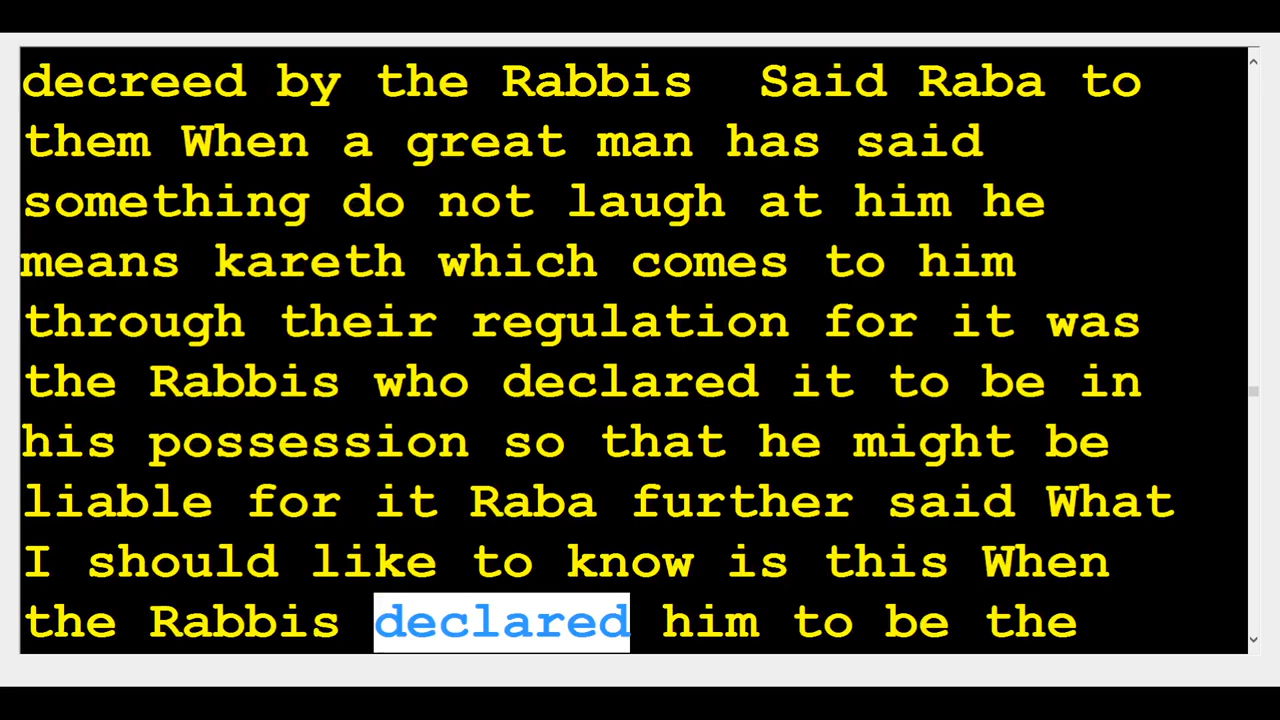 decreed by the Rabbis  Said Raba to
them When a great man has said
something do not laugh at him he
means kareth which comes to him
through their regulation for it was
the Rabbis who declared it to be in
his possession so that he might be
liable for it Raba further said What
I should like to know is this When
the Rabbis declared him to be the